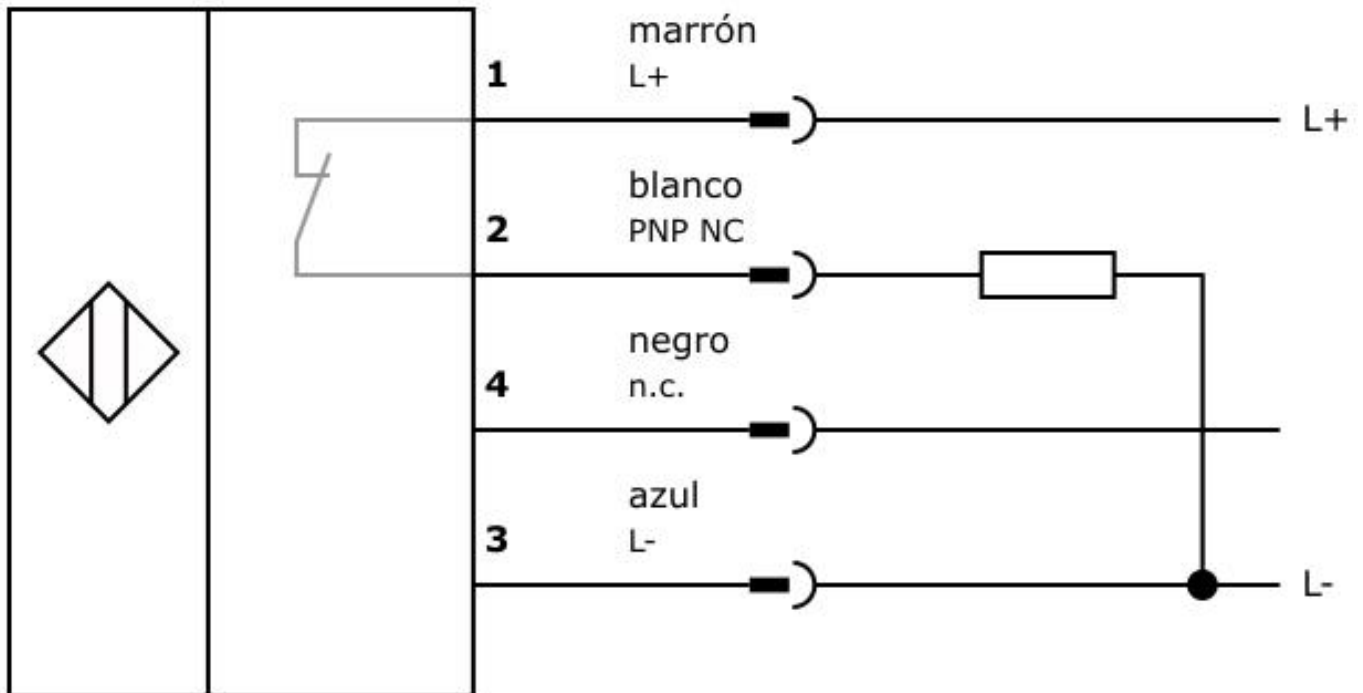 marrón
1
L+
L+
blanco
2
PNP NC
negro
4
n.c.
azul
3
L-
L-